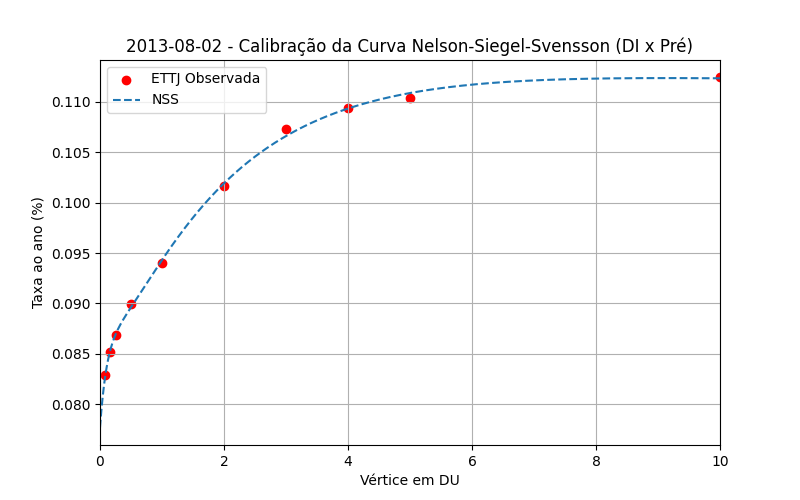 2013-08-02 - Calibração da Curva Nelson-Siegel-Svensson (DI x Pré)
ETTJ Observada
NSS
Taxa ao ano (%)
0.110
0.105
0.100
0.095
0.090
0.085
0.080
0 2 4 6 8 10
Vértice em DU